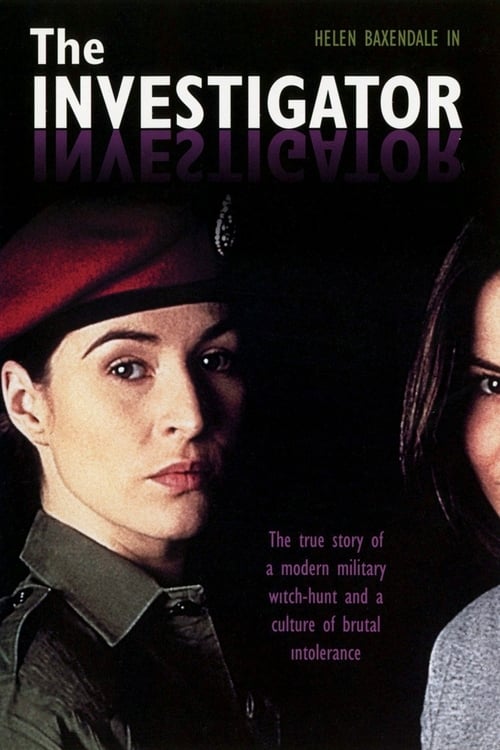 The
HELEN BAXENDALE IN
INVESTIGATOR
The true story of
a modern military
witch-hunt and a
culture of brutal
intolerance